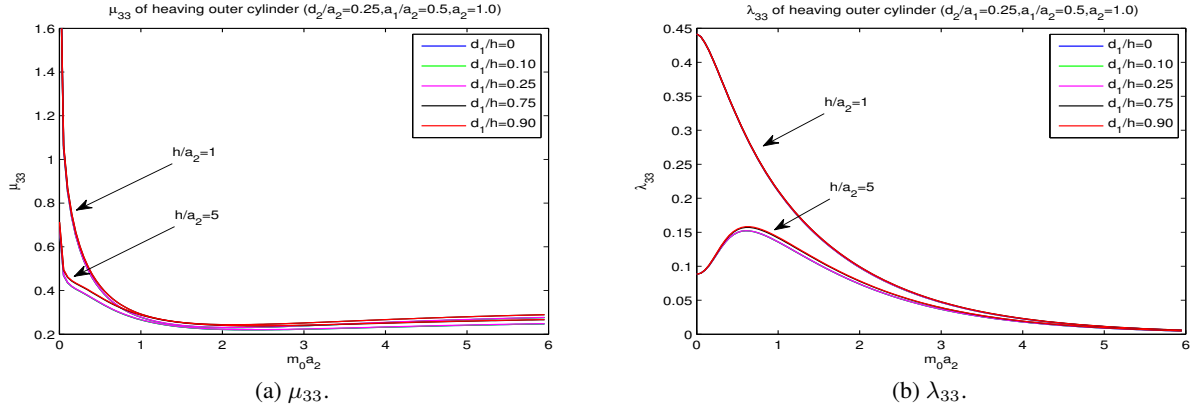 μ₃₃ of heaving outer cylinder (d₂/a₂=0.25,a₁/a₂=0.5,a₂=1.0)
1.6
1.4
1.2
1
0.8
0.6
0.4
0.2
μ₃₃
d₁/h=0
d₁/h=0.10
d₁/h=0.25
d₁/h=0.75
d₁/h=0.90
h/a₂=1
h/a₂=5
0 1 2 3 4 5 6
m₀a₂
(a) μ₃₃.
λ₃₃ of heaving outer cylinder (d₂/a₁=0.25,a₁/a₂=0.5,a₂=1.0)
0.45
0.4
0.35
0.3
0.25
0.2
0.15
0.1
0.05
0
λ₃₃
d₁/h=0
d₁/h=0.10
d₁/h=0.25
d₁/h=0.75
d₁/h=0.90
h/a₂=1
h/a₂=5
0 1 2 3 4 5 6
m₀a₂
(b) λ₃₃.